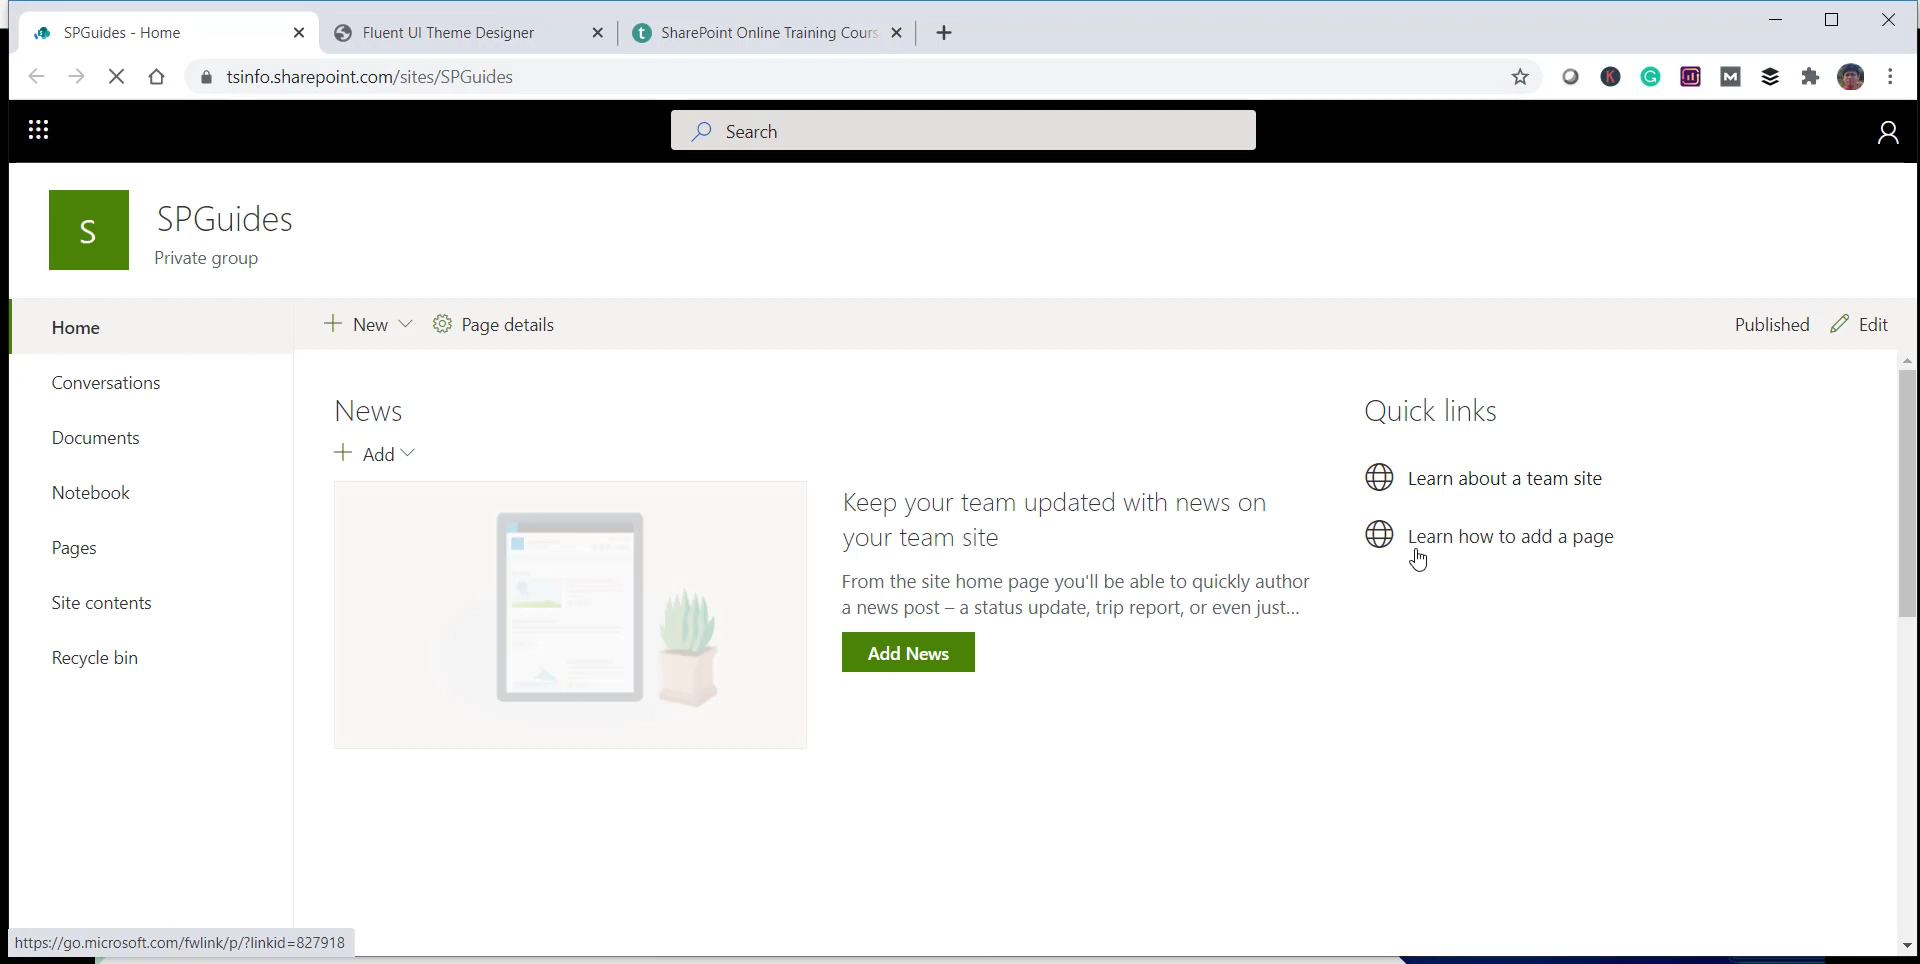 SPGuides - Home
Fluent UI Theme Designer
SharePoint Online Training Cours
tsinfo.sharepoint.com/sites/SPGuides
Search
S
SPGuides
Private group
Home
Conversations
Documents
Notebook
Pages
Site contents
Recycle bin
New
Page details
Published
Edit
News
Add
Keep your team updated with news on
your team site
From the site home page you'll be able to quickly author
a news post – a status update, trip report, or even just...
Add News
Quick links
Learn about a team site
Learn how to add a page
https://go.microsoft.com/fwlink/p/?linkid=827918